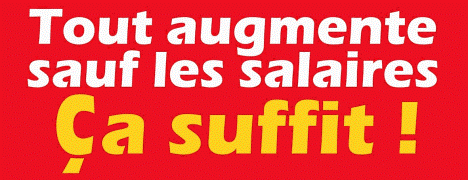 Tout augmente
sauf les salaires
Ça suffit !